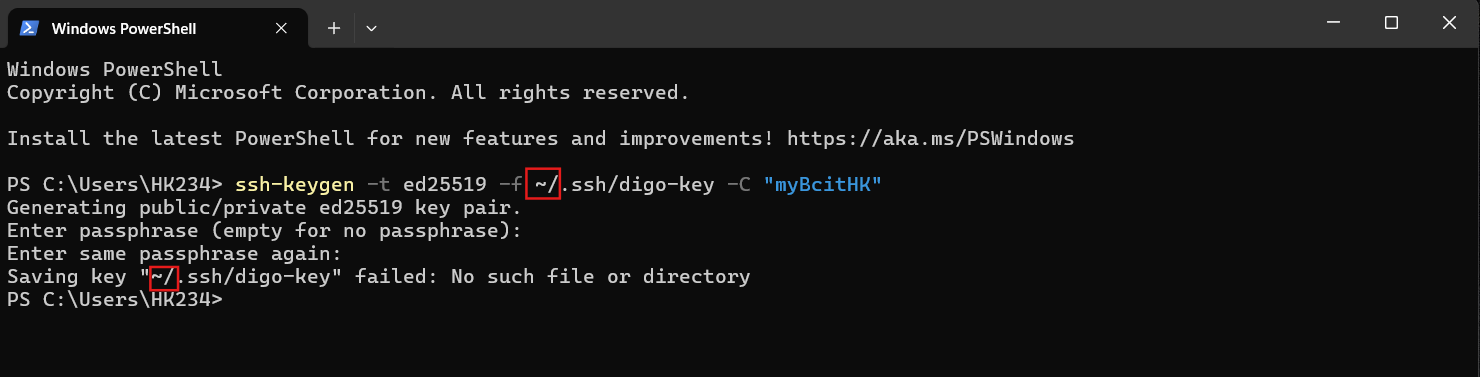 Windows PowerShell
Windows PowerShell
Copyright (C) Microsoft Corporation. All rights reserved.
Install the latest PowerShell for new features and improvements! https://aka.ms/PSWindows
PS C:\Users\HK234> ssh-keygen -t ed25519 -f ~/.ssh/digo-key -C "myBcitHK"
Generating public/private ed25519 key pair.
Enter passphrase (empty for no passphrase):
Enter same passphrase again:
Saving key "~/.ssh/digo-key" failed: No such file or directory
PS C:\Users\HK234>